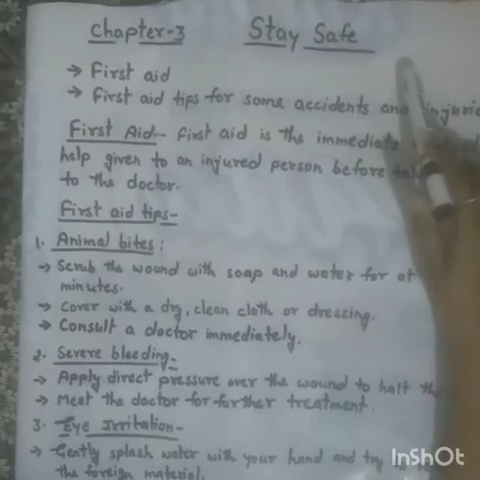 Chapter-3 Stay Safe
→ First aid
→ First aid tips for some accidents and injurie
First Aid- First aid is the immediate
help given to an injured person before
to the doctor.
First aid tips-
1. Animal bites:
→ Scrub the wound with soap and water for at
minutes.
→ Cover with a dry, clean cloth or dressing.
→ Consult a doctor immediately.
2. Severe bleeding-
→ Apply direct pressure over the wound to halt the
→ Meet the doctor for further treatment.
3. Eye irritation-
→ Gently splash water with your hand and try
the foreign material.
InShOt